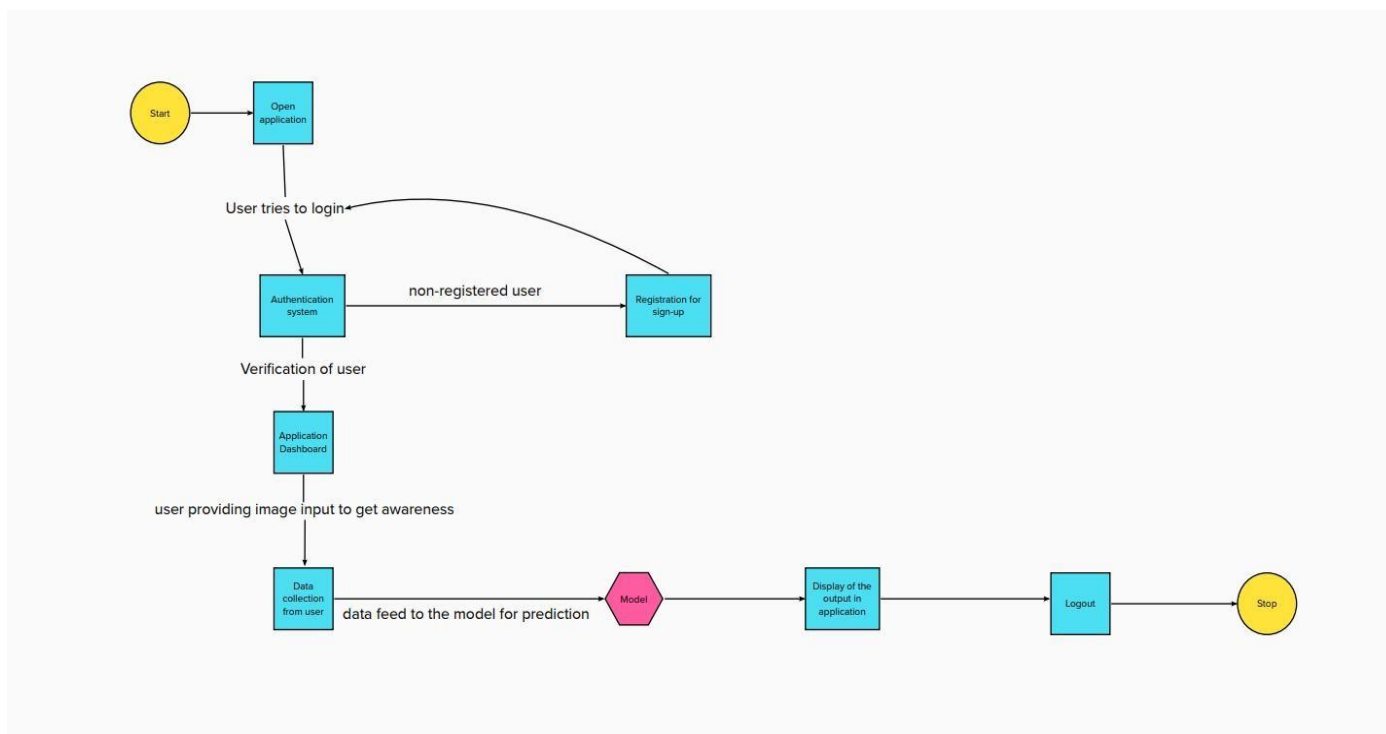 Start
Open
application
User tries to login
Authentication
system
non-registered user
Registration for
sign-up
Verification of user
Application
Dashboard
user providing image input to get awareness
Data
collection
from user
data feed to the model for prediction
Model
Display of the
output in
application
Logout
Stop